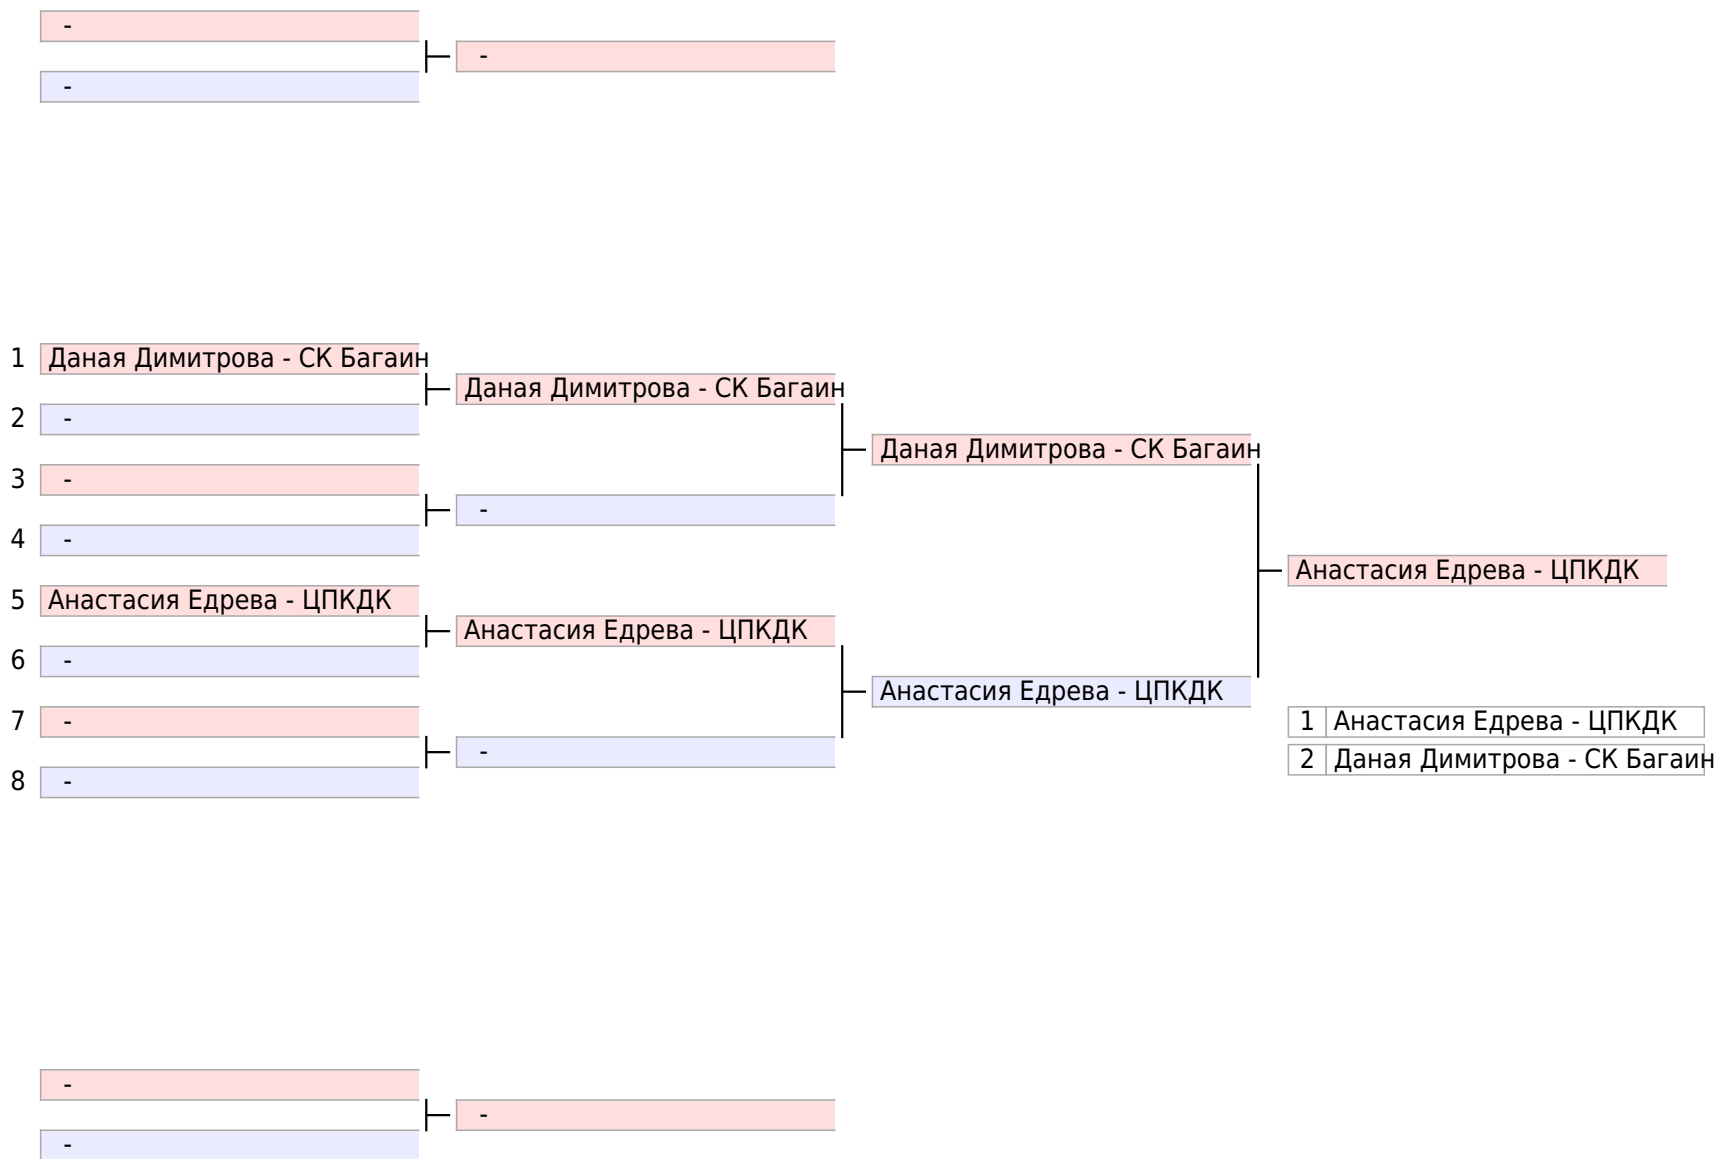 -
-
-
1 Даная Димитрова - СК Багаин
Даная Димитрова - СК Багаин
2 -
Даная Димитрова - СК Багаин
3 -
-
4 -
Анастасия Едрева - ЦПКДК
5 Анастасия Едрева - ЦПКДК
Анастасия Едрева - ЦПКДК
6 -
Анастасия Едрева - ЦПКДК
7 -
1 Анастасия Едрева - ЦПКДК
-
2 Даная Димитрова - СК Багаин
8 -
-
-
-